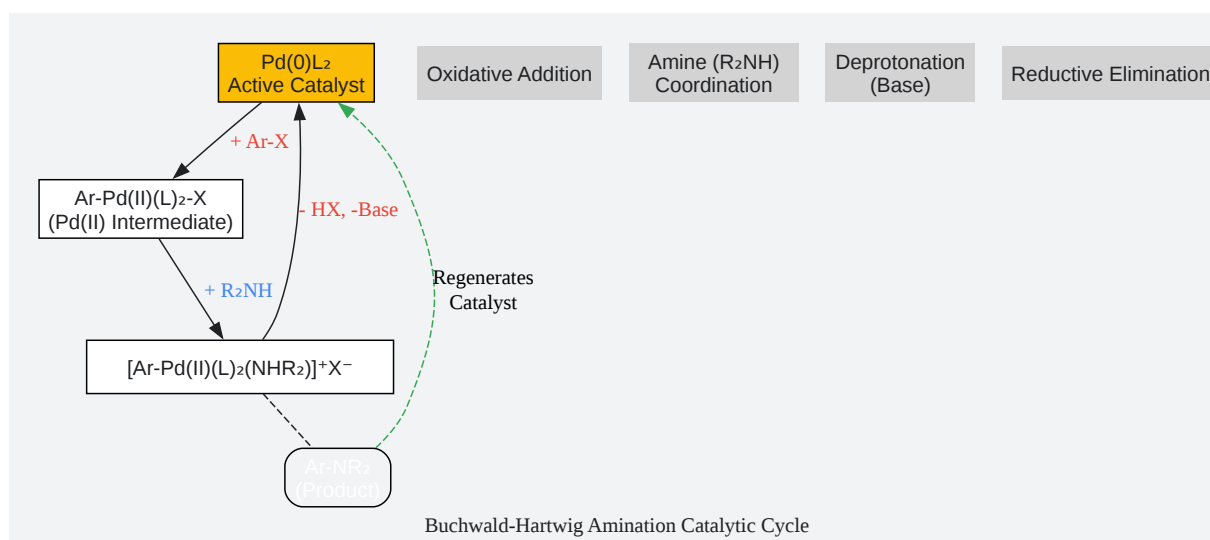 Pd(0)L₂
Active Catalyst
Oxidative Addition
Amine (R₂NH)
Coordination
Deprotonation
(Base)
Reductive Elimination
+ Ar-X
Ar-Pd(II)(L)₂-X
(Pd(II) Intermediate)
- HX, -Base
+ R₂NH
Regenerates
Catalyst
[Ar-Pd(II)(L)₂(NHR₂)]⁺X⁻
Ar-NR₂
(Product)
Buchwald-Hartwig Amination Catalytic Cycle